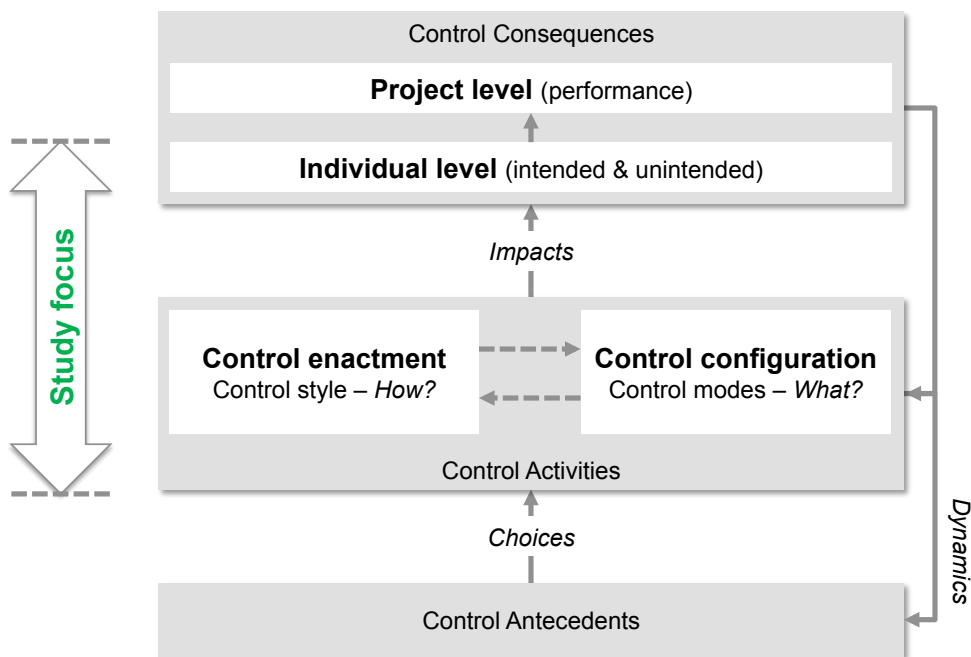 Control Consequences
Project level (performance)
Individual level (intended & unintended)
Impacts
Study focus
Control enactment
Control style – How?
Control configuration
Control modes – What?
Control Activities
Choices
Dynamics
Control Antecedents